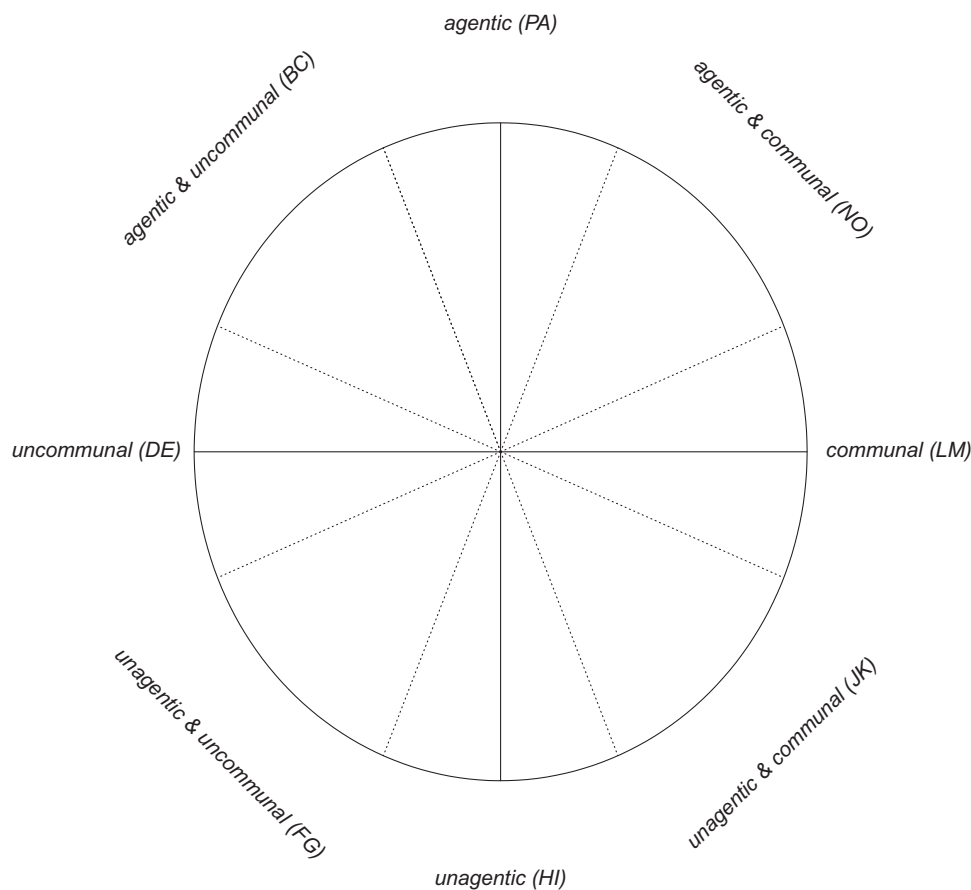 agentic (PA)
agentic & uncommunal (BC)
agentic & communal (NO)
uncommunal (DE)
communal (LM)
unagentic & uncommunal (FG)
unagentic & communal (JK)
unagentic (HI)